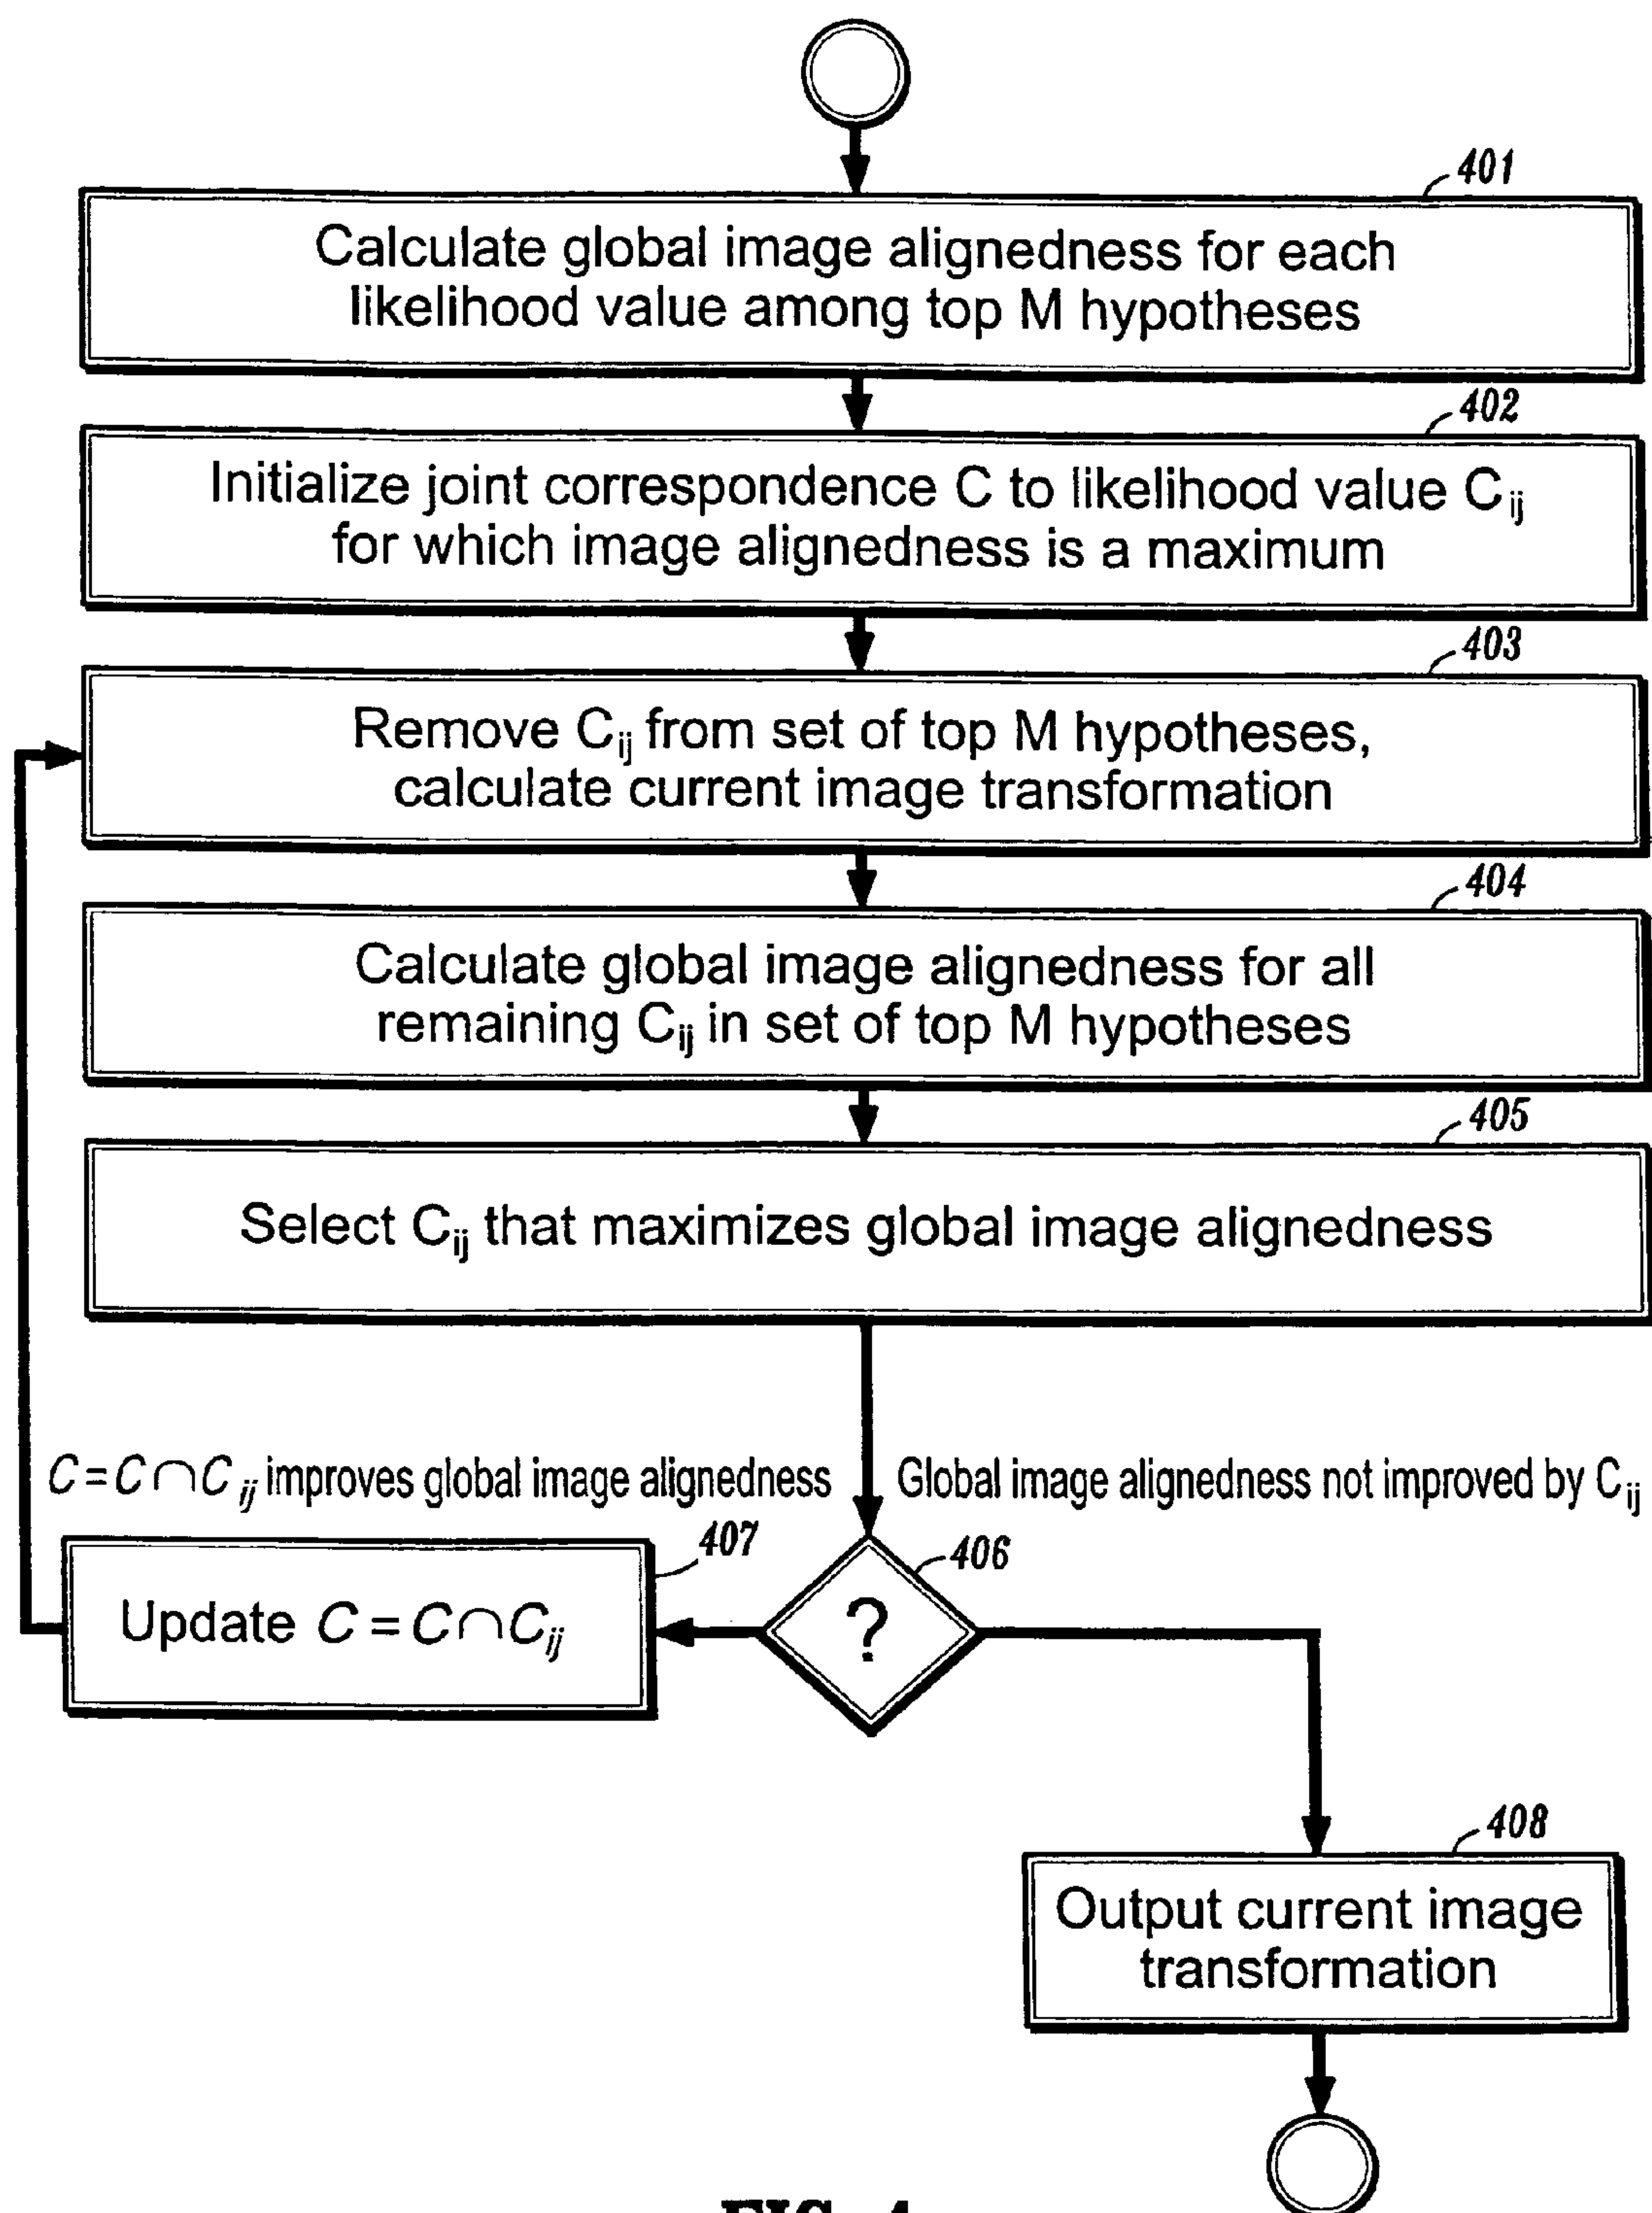 401
Calculate global image alignedness for each
likelihood value among top M hypotheses
402
Initialize joint correspondence C to likelihood value Cij
for which image alignedness is a maximum
403
Remove Cij from set of top M hypotheses,
calculate current image transformation
404
Calculate global image alignedness for all
remaining Cij in set of top M hypotheses
405
Select Cij that maximizes global image alignedness
C=C∩Cij improves global image alignedness
Global image alignedness not improved by Cij
407
406
Update C=C∩Cij
?
408
Output current image
transformation